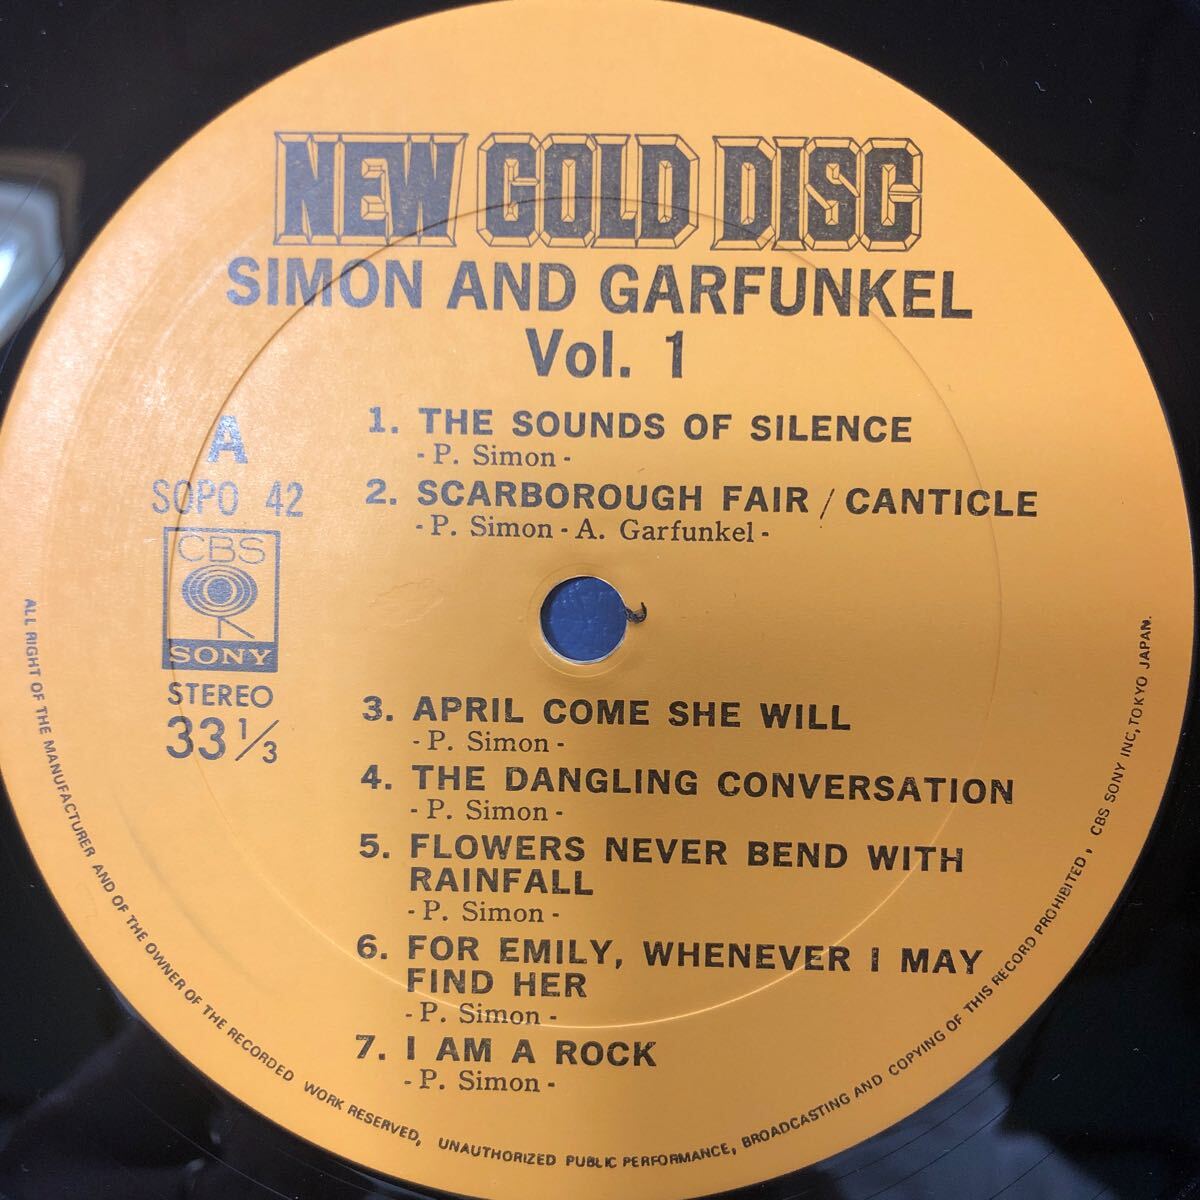 NEW GOLD DISC
SIMON AND GARFUNKEL
Vol. 1
A
SOPO 42
CBS
SONY
STEREO
33 1/3
1. THE SOUNDS OF SILENCE
- P. Simon -
2. SCARBOROUGH FAIR / CANTICLE
- P. Simon - A. Garfunkel -
3. APRIL COME SHE WILL
- P. Simon -
4. THE DANGLING CONVERSATION
- P. Simon -
5. FLOWERS NEVER BEND WITH
RAINFALL
- P. Simon -
6. FOR EMILY, WHENEVER I MAY
FIND HER
- P. Simon -
7. I AM A ROCK
- P. Simon -
ALL RIGHT OF THE MANUFACTURER AND OF THE OWNER OF THE RECORDED WORK RESERVED, UNAUTHORIZED PUBLIC PERFORMANCE, BROADCASTING AND COPYING OF THIS RECORD PROHIBITED, CBS SONY INC, TOKYO JAPAN.